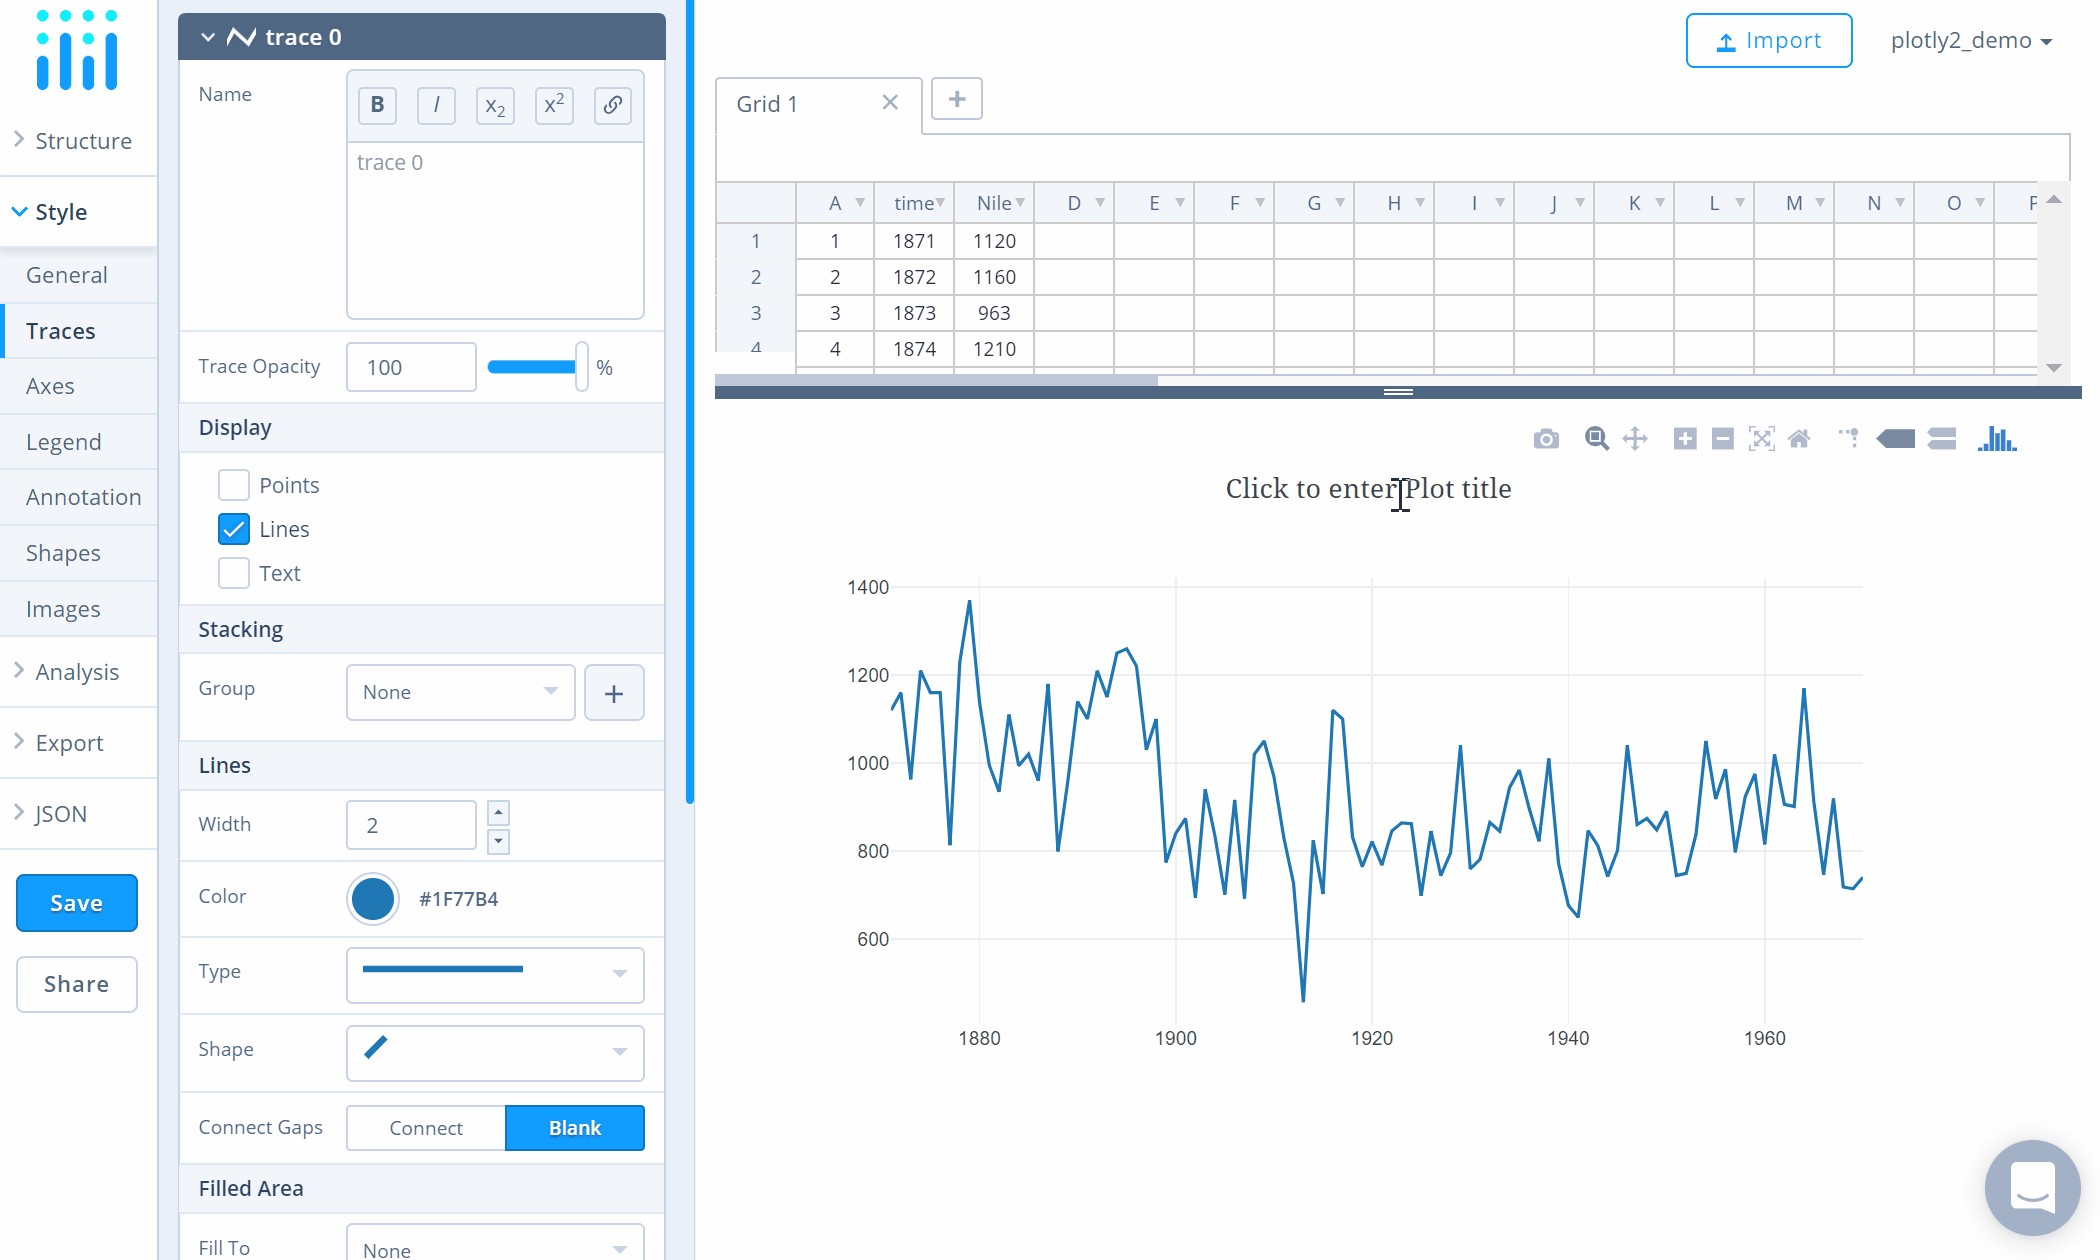 Structure
Style
General
Traces
Axes
Legend
Annotation
Shapes
Images
Analysis
Export
JSON
Save
Share
trace 0
Name
B I x2 x2
trace 0
Trace Opacity 100 %
Display
Points
Lines
Text
Stacking
Group None +
Lines
Width 2
Color #1F77B4
Type
Shape
Connect Gaps Connect Blank
Filled Area
Fill To None
Import plotly2_demo
Grid 1 × +
A time Nile D E F G H I J K L M N O P
1 1 1871 1120
2 2 1872 1160
3 3 1873 963
4 4 1874 1210
Click to enter Plot title
1400
1200
1000
800
600
1880 1900 1920 1940 1960